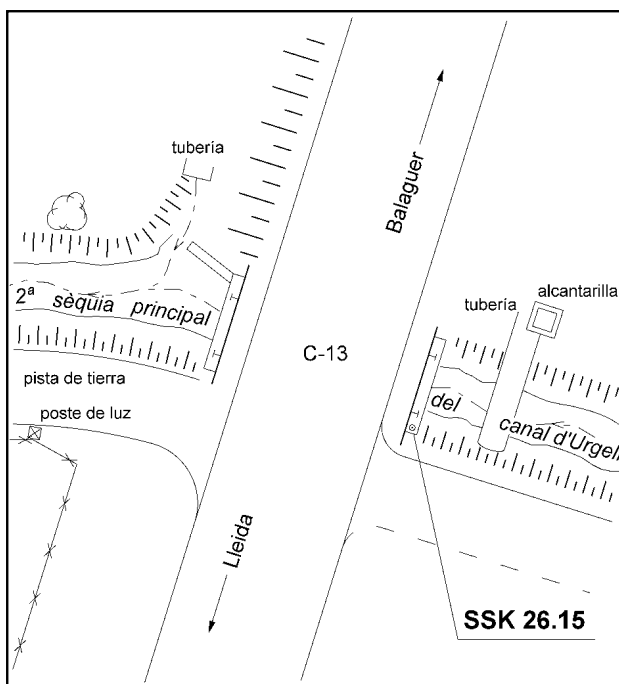 tubería
Balaguer
tubería
alcantarilla
2ª sèquia principal
C-13
pista de tierra
del canal d'Urgell
poste de luz
Lleida
SSK 26.15